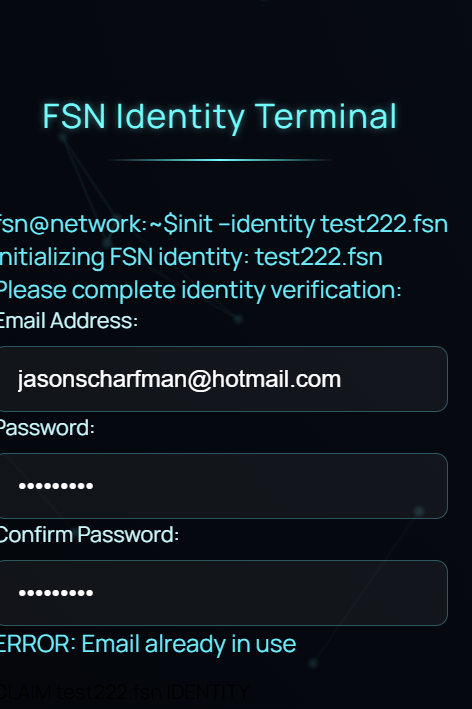 FSN Identity Terminal
fsn@network:~$init –identity test222.fsn
Initializing FSN identity: test222.fsn
Please complete identity verification:
Email Address:
jasonscharfman@hotmail.com
Password:
•••••••••
Confirm Password:
•••••••••
ERROR: Email already in use
CLAIM test222.fsn IDENTITY